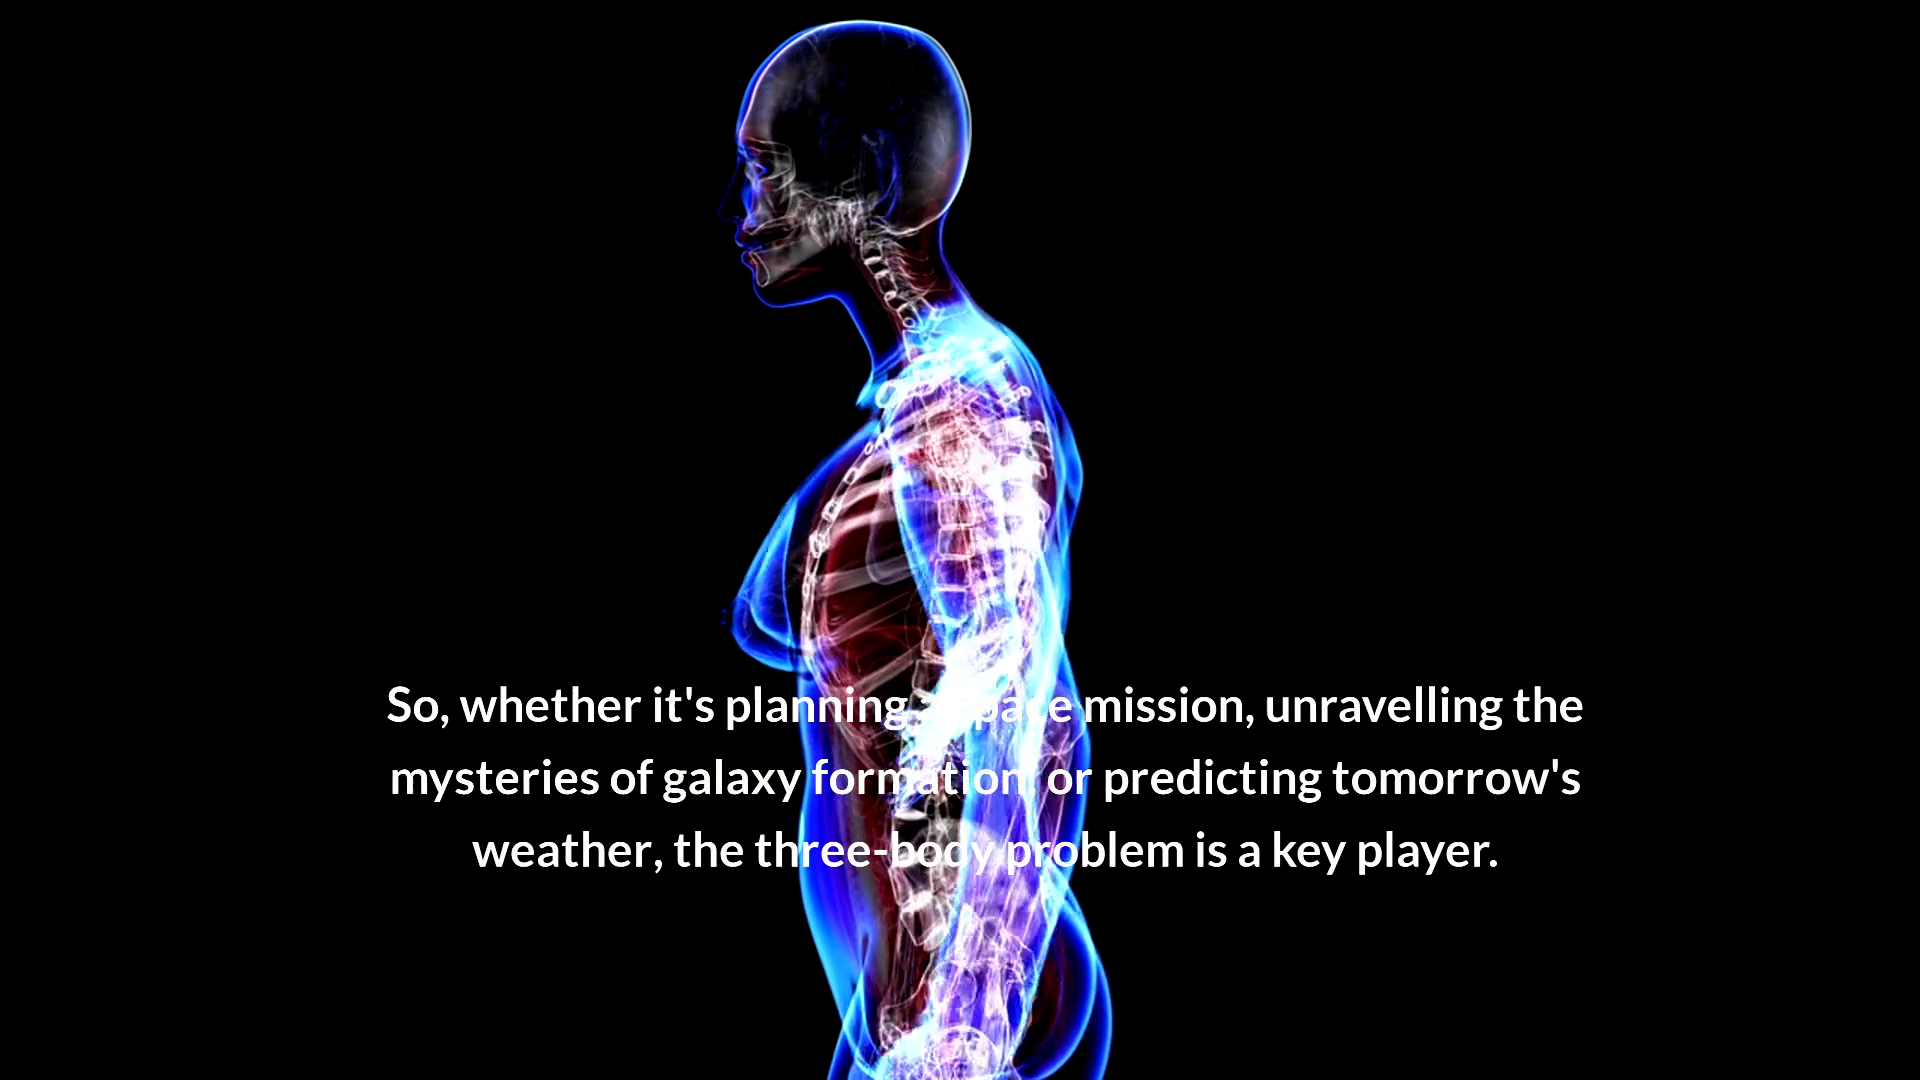 So, whether it's planning a space mission, unravelling the
mysteries of galaxy formation, or predicting tomorrow's
weather, the three-body problem is a key player.